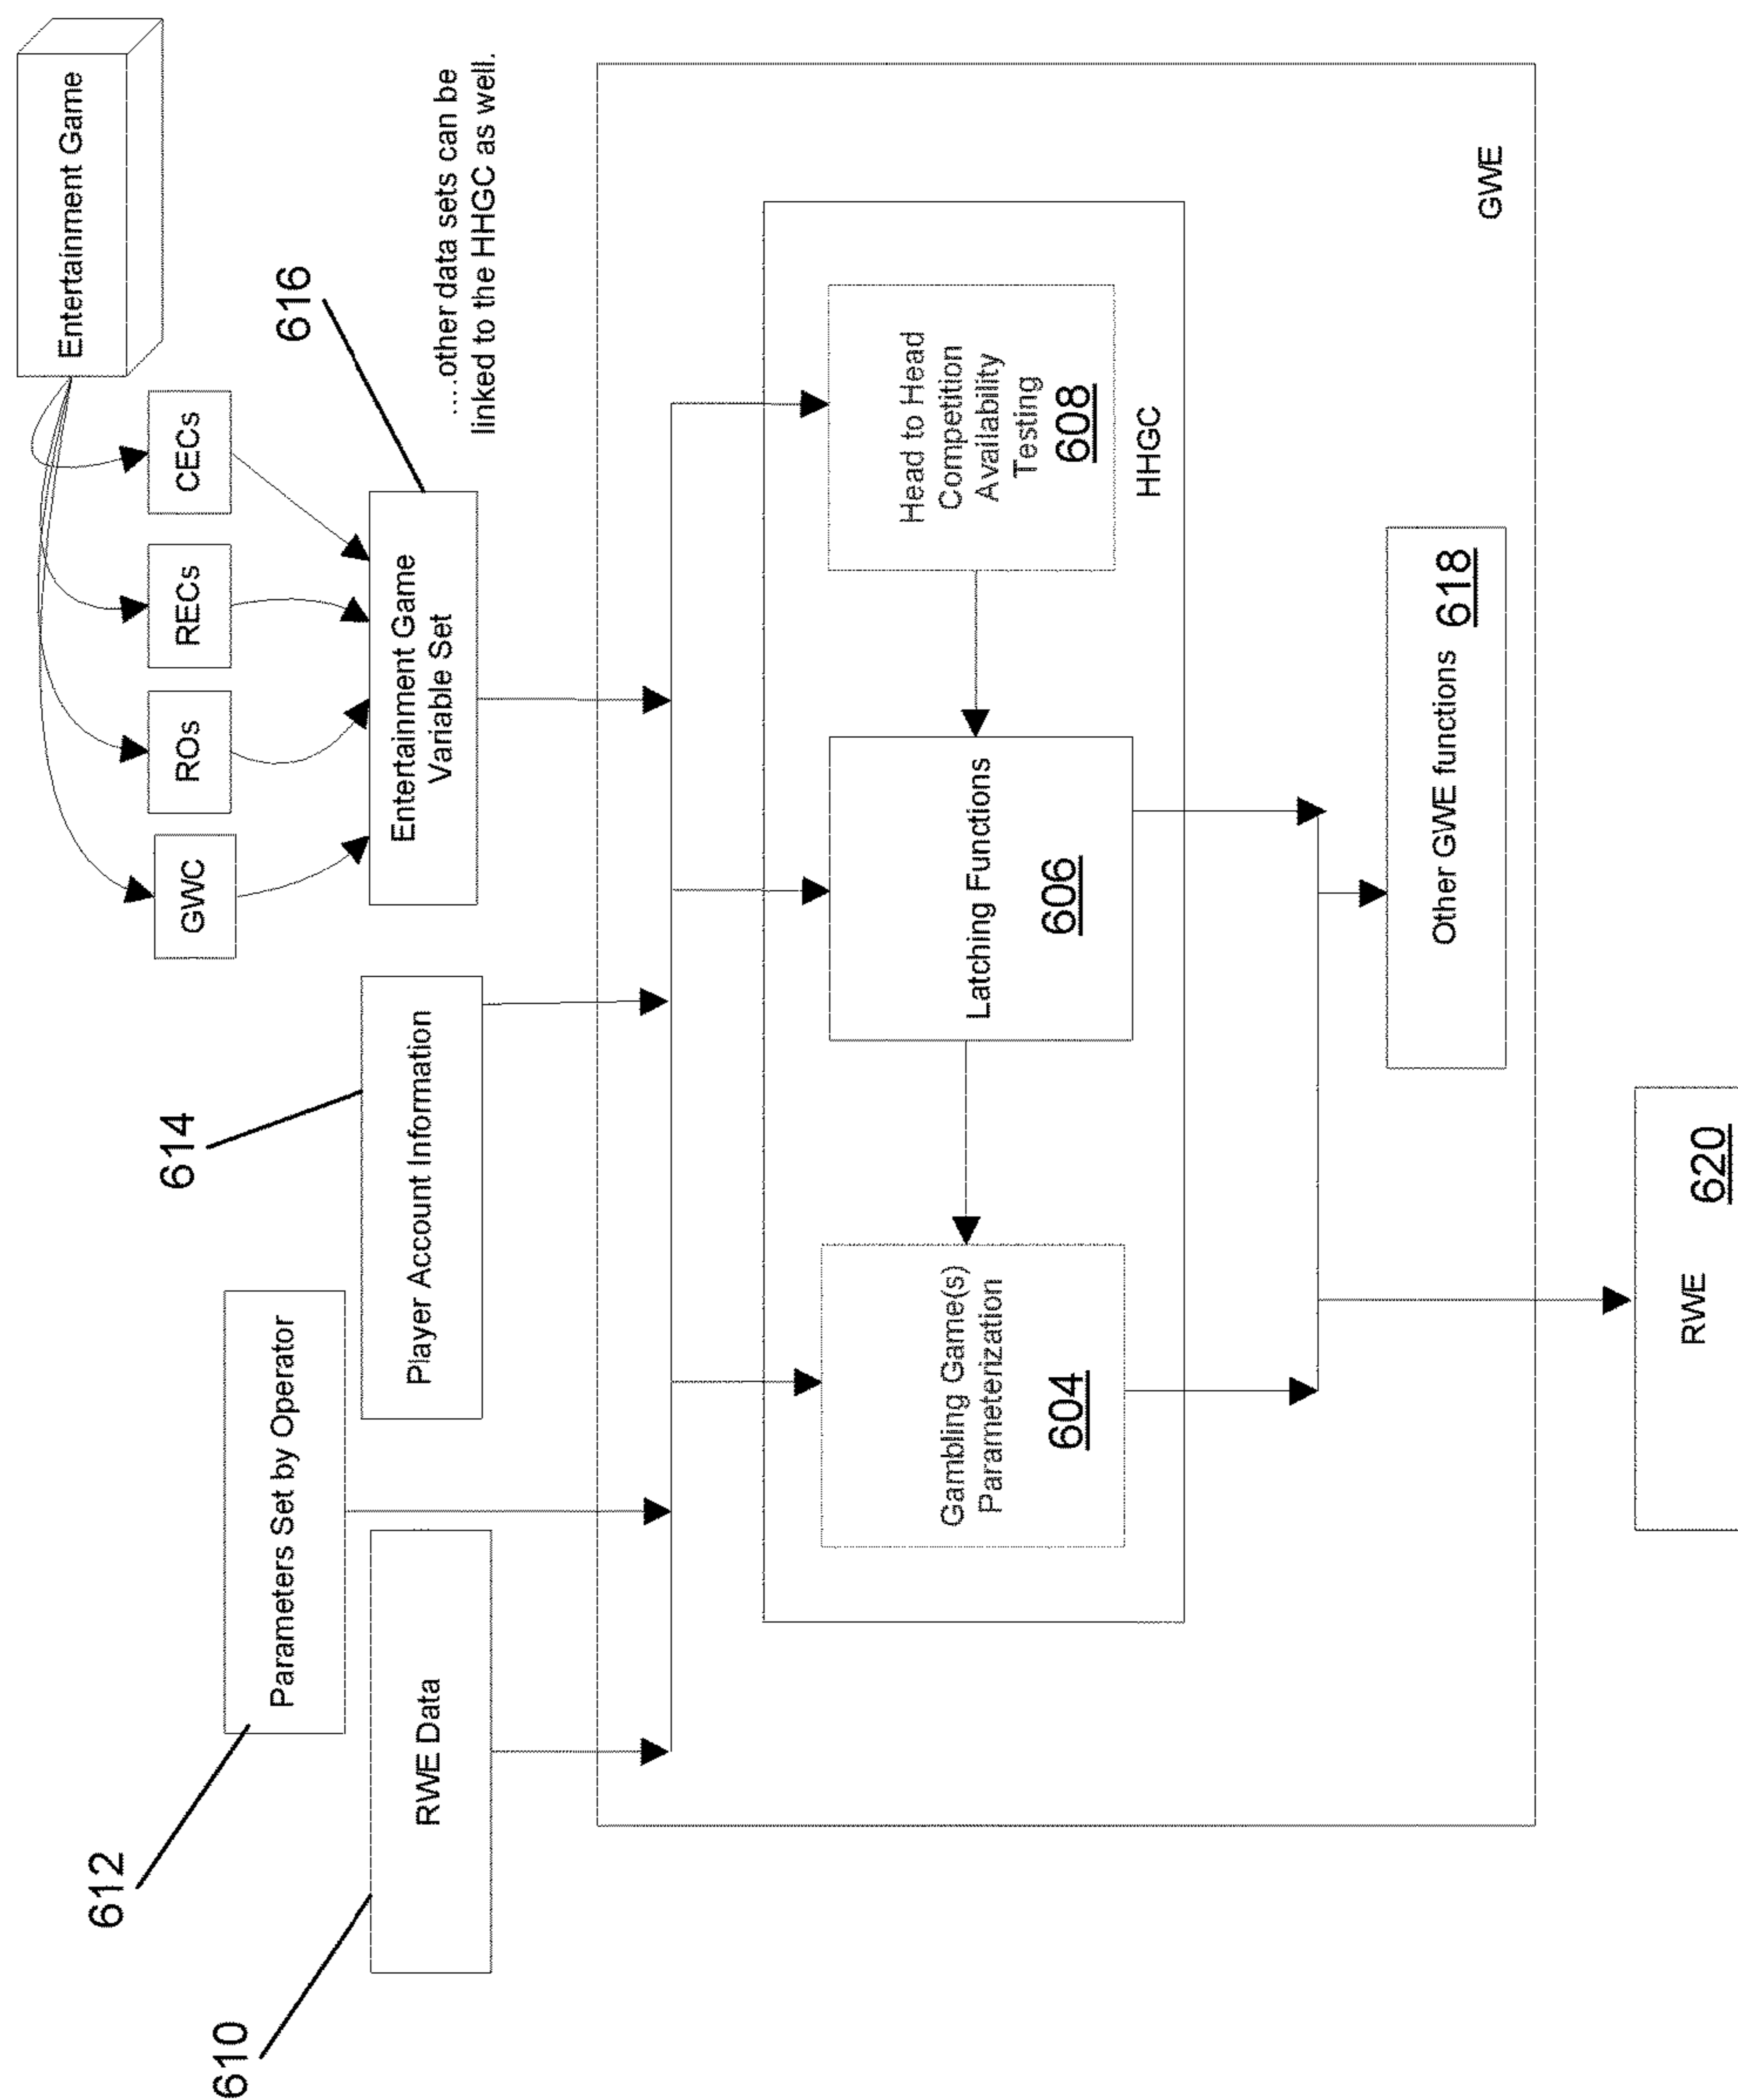 Entertainment Game
CECs
RECs
ROs
GWC
616
....other data sets can be
linked to the HHGC as well.
Entertainment Game
Variable Set
614
Player Account Information
Parameters Set by Operator
612
RWE Data
610
Head to Head
Competition
Availability
Testing
608
HHGC
Latching Functions
606
Gambling Game(s)
Parameterization
604
GWE
Other GWE functions 618
RWE 620